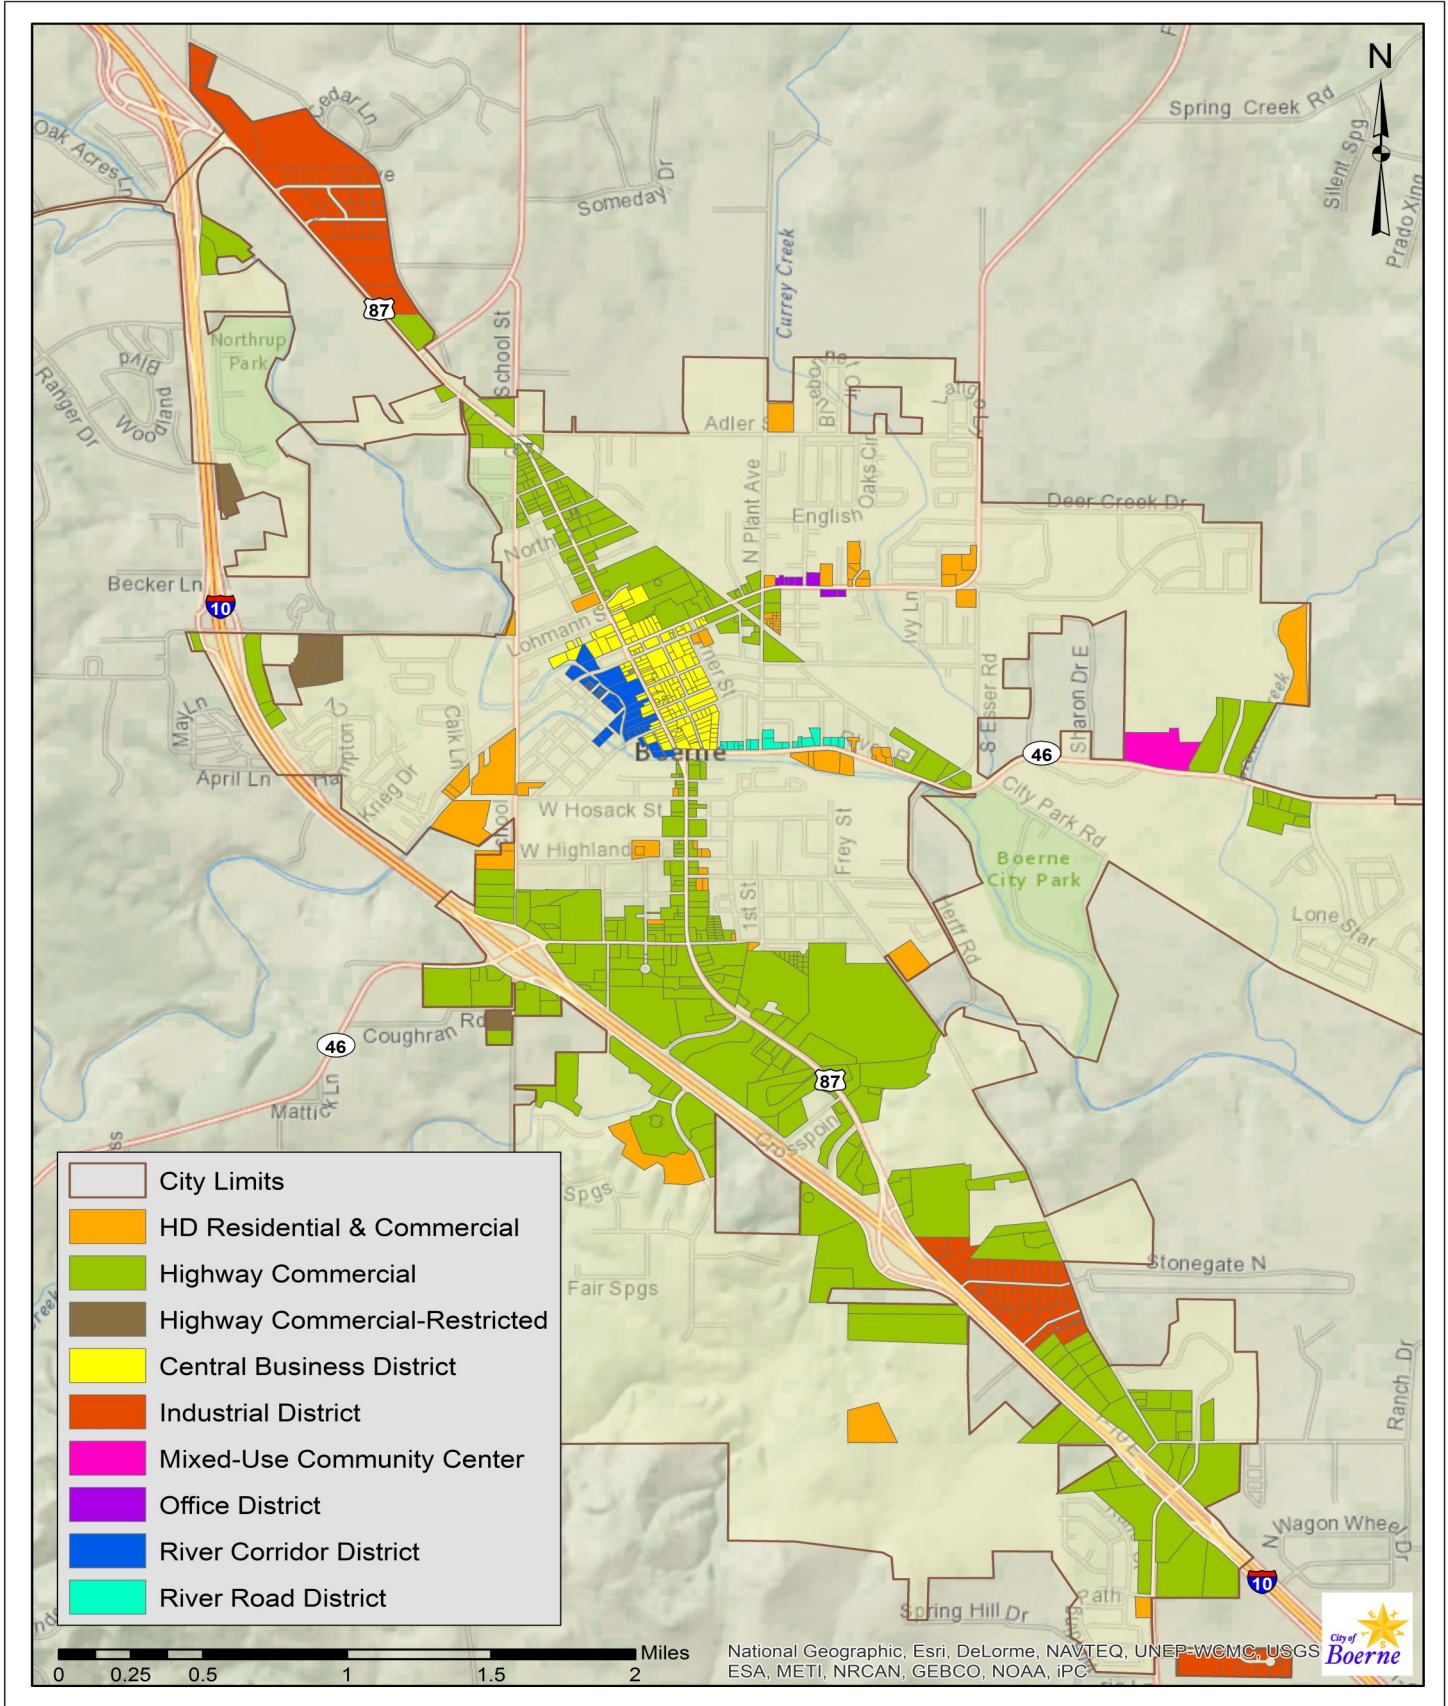 N
Spring Creek Rd
Silent Spg
Prado Xing
Cedar Ln
Oak Acres Ln
Someday Dr
Currey Creek
87
School St
Northrup
Park
Blvd
Woodland
Ranger Dr
Adler S
N Plant Ave
Oaks Cir
English
Deer Creek Dr
North
Becker Ln
10
Lohmann S
Ivy Ln
S Esser Rd
Sharon Dr E
May Ln
Calk Ln
Krieg Dr
April Ln
Boerne
46
W Hosack St
City Park Rd
W Highland
Frey St
Boerne
City Park
1st St
Herff Rd
Lone Star
Coughran Rd
46
Mattick Ln
87
Crosspoin
Spgs
Fair Spgs
Stonegate N
Ranch Dr
I-10 E
N Wagon Wheel Dr
10
Path
Spring Hill Dr
City Limits
HD Residential & Commercial
Highway Commercial
Highway Commercial-Restricted
Central Business District
Industrial District
Mixed-Use Community Center
Office District
River Corridor District
River Road District
Miles
0 0.25 0.5 1 1.5 2
National Geographic, Esri, DeLorme, NAVTEQ, UNEP-WCMC, USGS
ESA, METI, NRCAN, GEBCO, NOAA, iPC
TEXAS
City of
Boerne